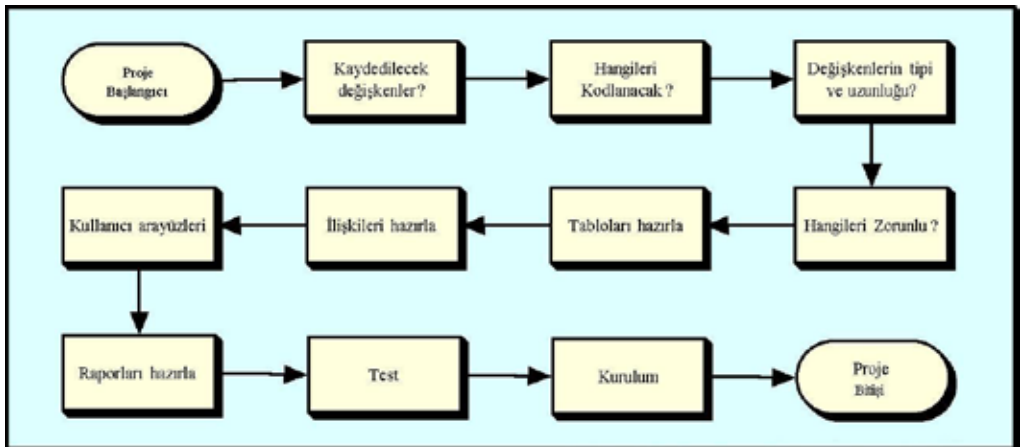 Proje
Başlangıcı
Kaydedilecek
değişkenler?
Hangileri
Kodlanacak?
Değişkenlerin tipi
ve uzunluğu?
Kullanıcı arayüzleri
İlişkileri hazırla
Tabloları hazırla
Hangileri Zorunlu?
Raporları hazırla
Test
Kurulum
Proje
Bitişi